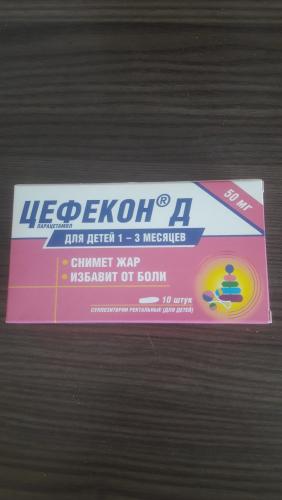 ЦЕФЕКОН® Д
ПАРАЦЕТАМОЛ
50 мг
ДЛЯ ДЕТЕЙ 1 – 3 МЕСЯЦЕВ
• СНИМЕТ ЖАР
• ИЗБАВИТ ОТ БОЛИ
10 штук
СУППОЗИТОРИИ РЕКТАЛЬНЫЕ (ДЛЯ ДЕТЕЙ)